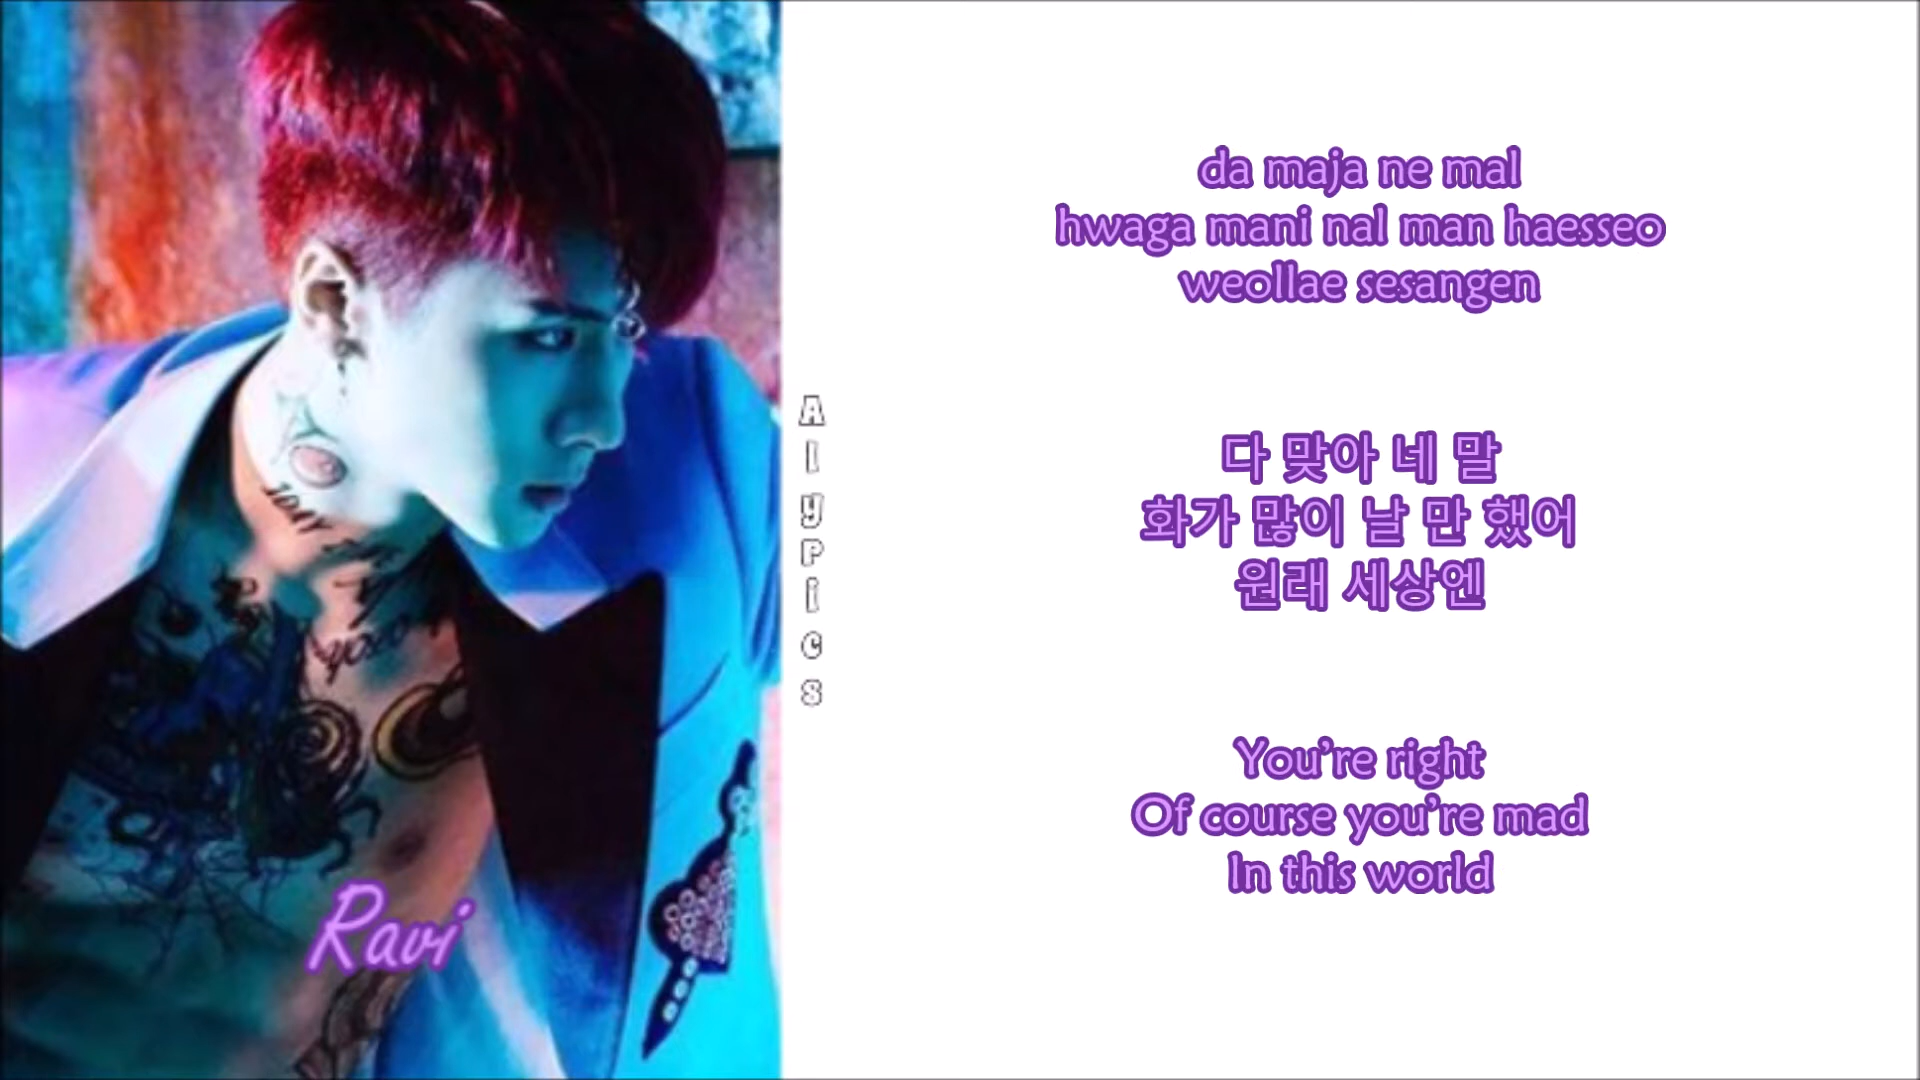 da maja ne mal
hwaga mani nal man haesseo
weollae sesangen
다 맞아 네 말
화가 많이 날 만 했어
원래 세상엔
You're right
Of course you're mad
In this world
AlyPics
Ravi